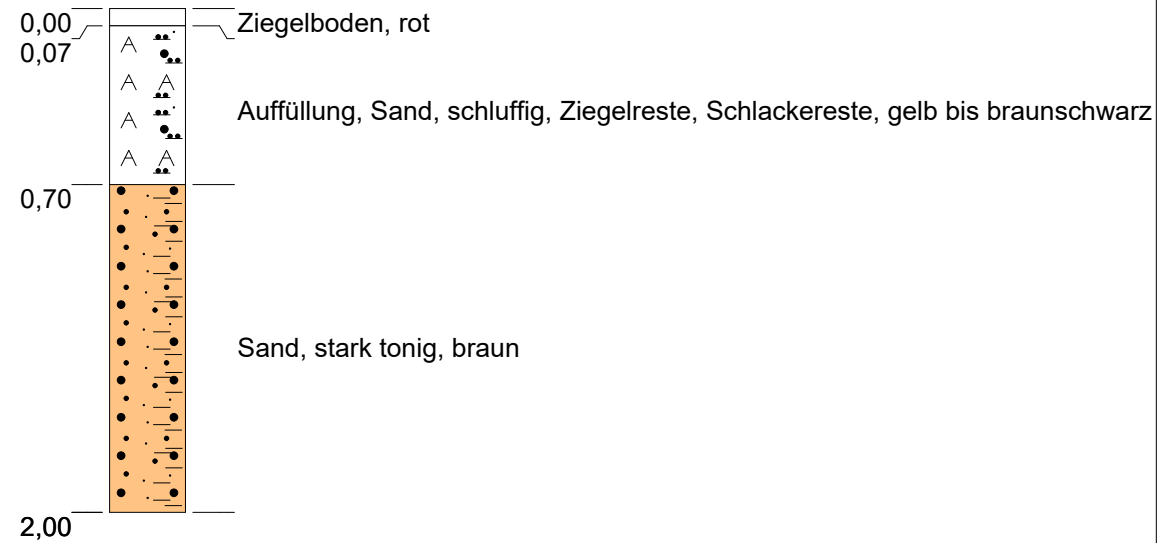 0,00
Ziegelboden, rot
0,07
Auffüllung, Sand, schluffig, Ziegelreste, Schlackereste, gelb bis braunschwarz
0,70
Sand, stark tonig, braun
2,00